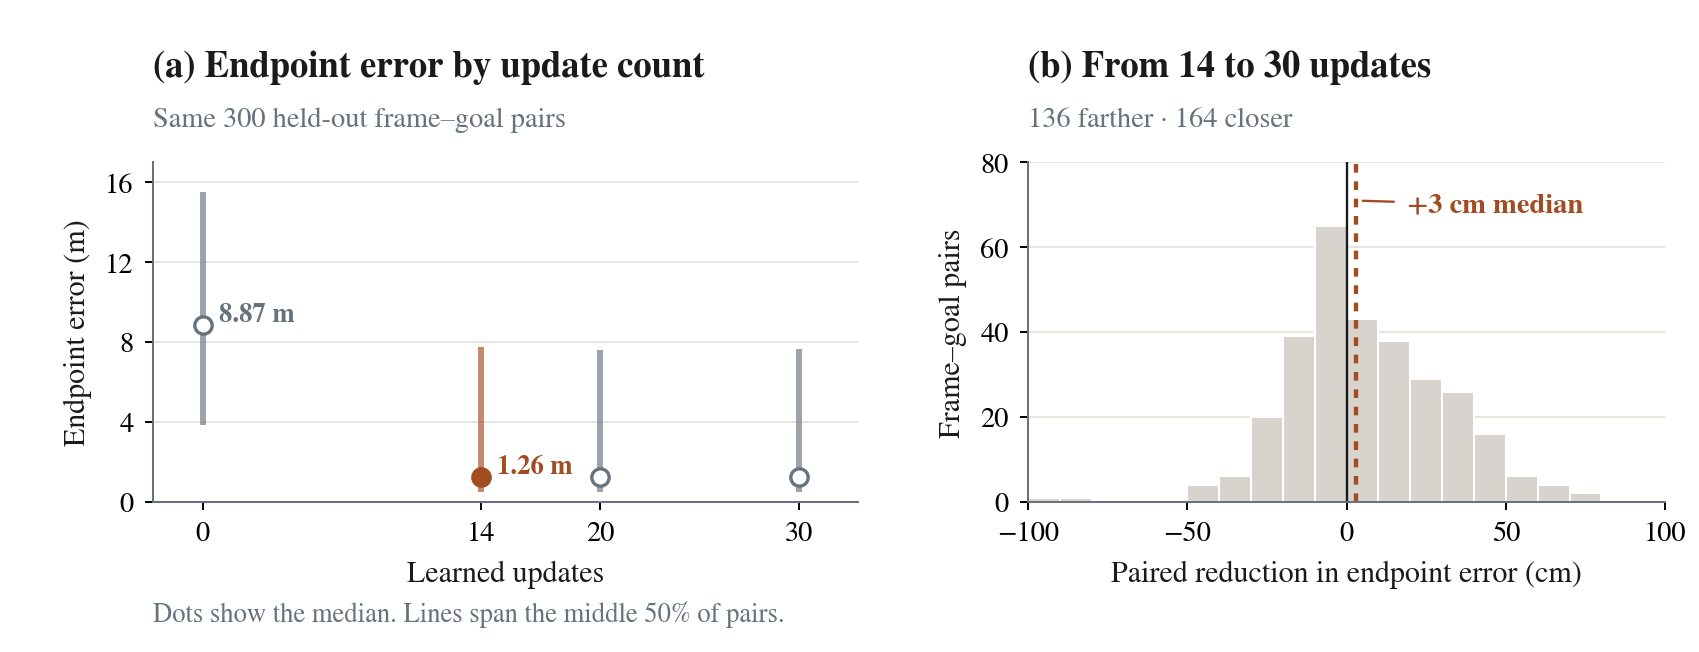 (a) Endpoint error by update count
Same 300 held-out frame–goal pairs
Endpoint error (m)
16
12
8
4
0
8.87 m
1.26 m
0
14
20
30
Learned updates
Dots show the median. Lines span the middle 50% of pairs.
(b) From 14 to 30 updates
136 farther · 164 closer
Frame–goal pairs
80
60
40
20
0
+3 cm median
−100
−50
0
50
100
Paired reduction in endpoint error (cm)